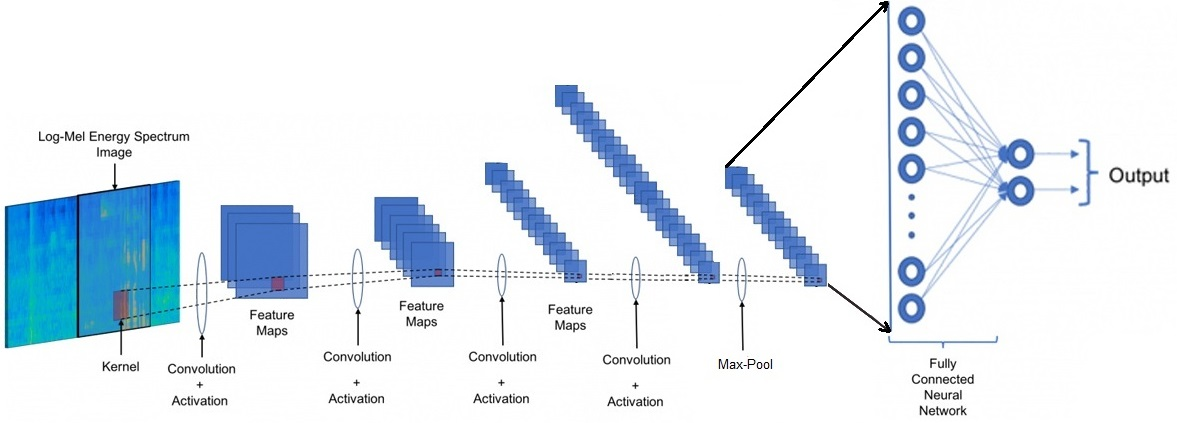 Log-Mel Energy Spectrum
Image
Kernel
Convolution
+
Activation
Feature
Maps
Convolution
+
Activation
Feature
Maps
Convolution
+
Activation
Feature
Maps
Convolution
+
Activation
Max-Pool
Fully
Connected
Neural
Network
Output